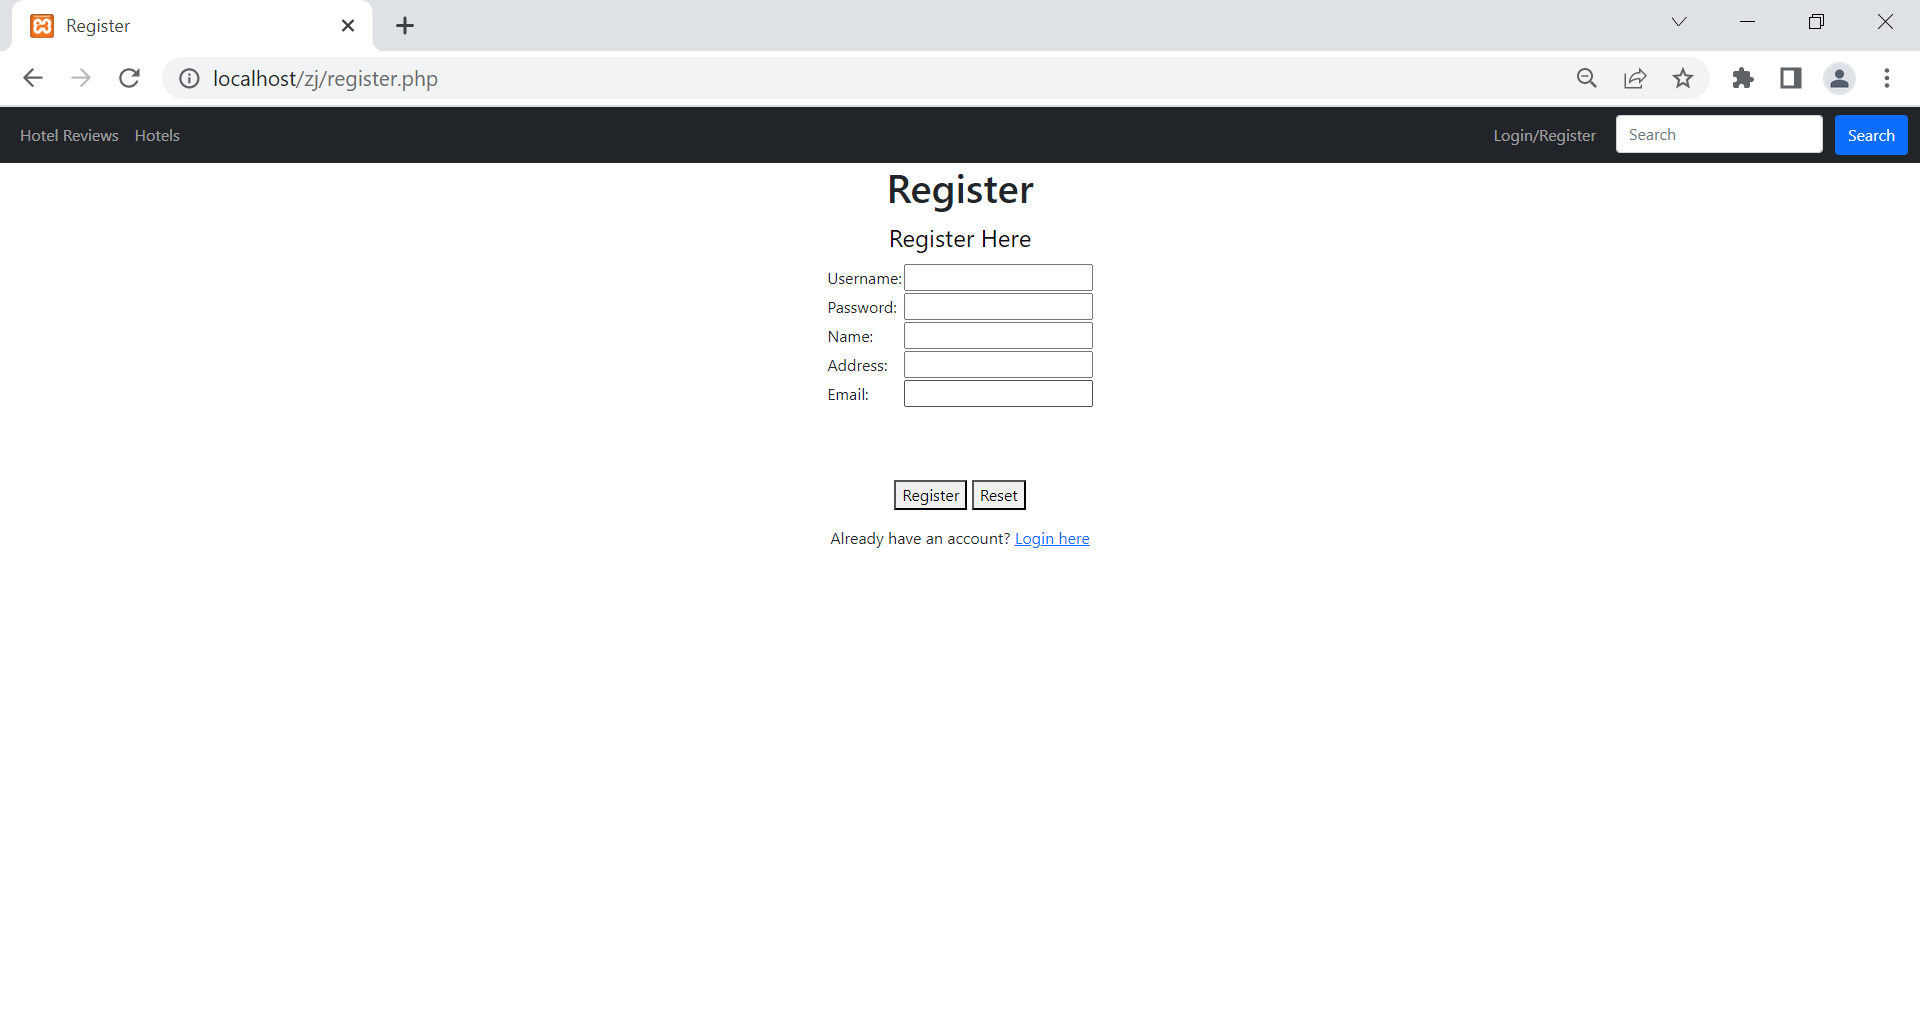 Register
localhost/zj/register.php
Hotel Reviews Hotels Login/Register Search Search
Register
Register Here
Username:
Password:
Name:
Address:
Email:
Register Reset
Already have an account? Login here